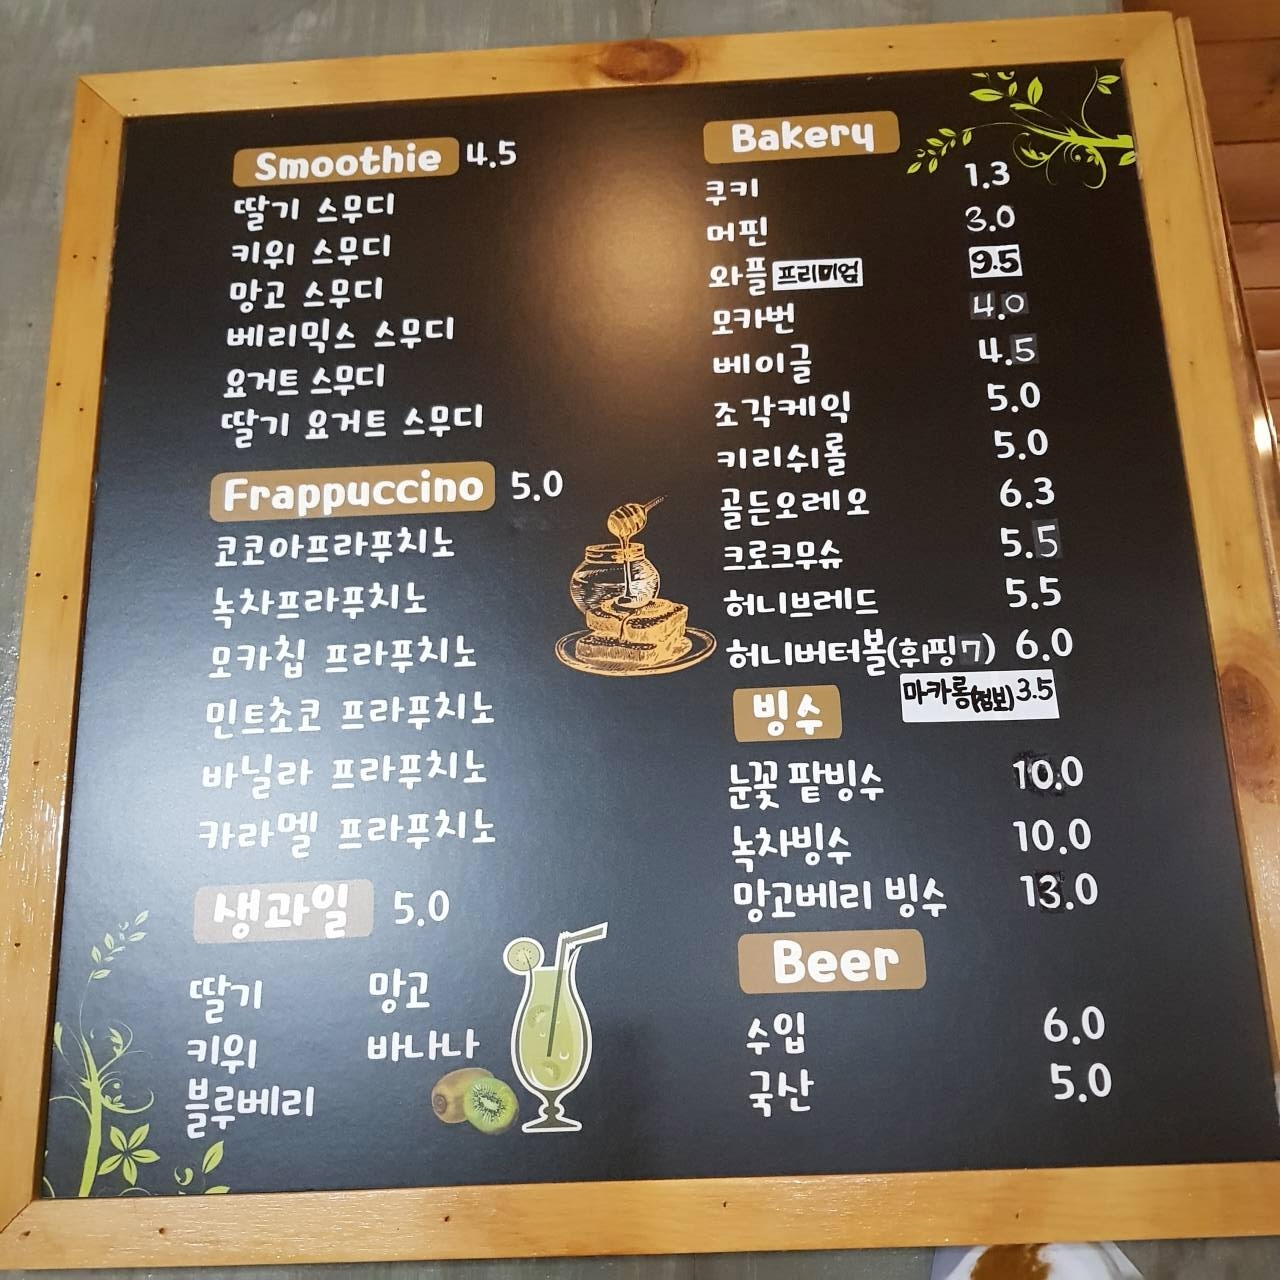 Smoothie 4.5
딸기 스무디
키위 스무디
망고 스무디
베리믹스 스무디
요거트 스무디
딸기 요거트 스무디
Frappuccino 5.0
코코아프라푸치노
녹차프라푸치노
모카칩 프라푸치노
민트초코 프라푸치노
바닐라 프라푸치노
카라멜 프라푸치노
생과일 5.0
딸기 망고
키위 바나나
블루베리
Bakery
쿠키 1.3
머핀 3.0
와플 프리미엄 9.5
모카번 4.0
베이글 4.5
조각케익 5.0
키리쉬롤 5.0
골든오레오 6.3
크로크무슈 5.5
허니브레드 5.5
허니버터볼(휘핑7) 6.0
마카롱(점보) 3.5
빙수
눈꽃 팥빙수 10.0
녹차빙수 10.0
망고베리 빙수 13.0
Beer
수입 6.0
국산 5.0